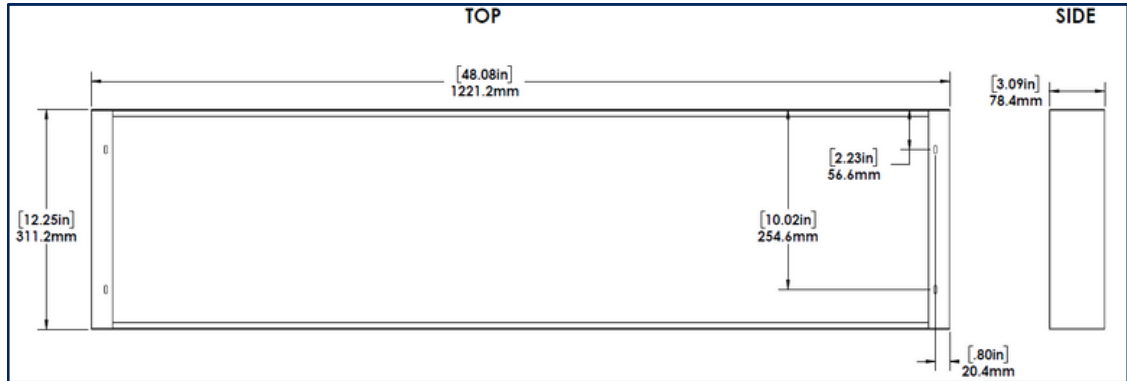 TOP
SIDE
[48.08in]
1221.2mm
[3.09in]
78.4mm
[2.23in]
56.6mm
[12.25in]
311.2mm
[10.02in]
254.6mm
[.80in]
20.4mm